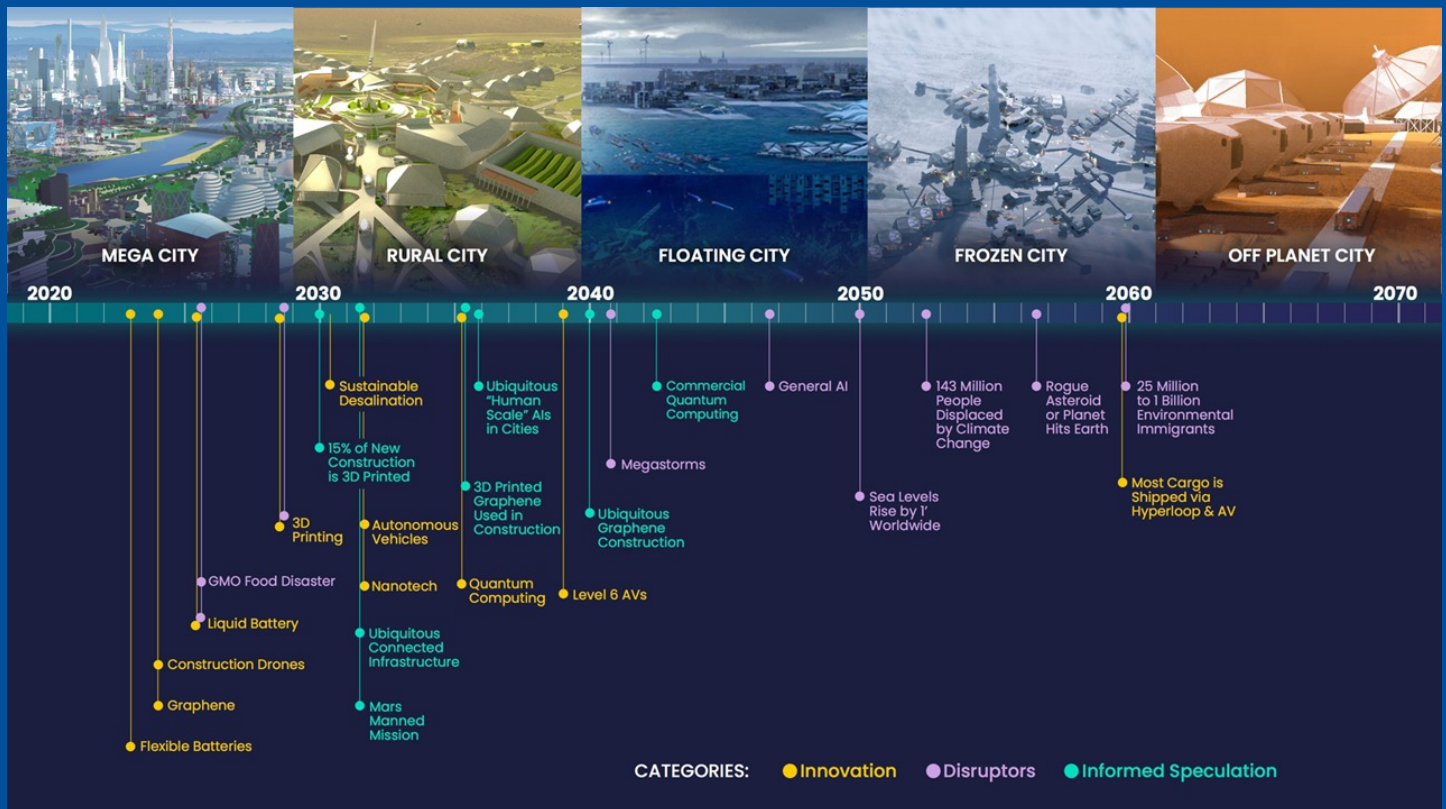 MEGA CITY
RURAL CITY
FLOATING CITY
FROZEN CITY
OFF PLANET CITY
2020
2030
2040
2050
2060
2070
Sustainable
Desalination
Ubiquitous
“Human
Scale” AIs
in Cities
Commercial
Quantum
Computing
General AI
143 Million
People
Displaced
by Climate
Change
Rogue
Asteroid
or Planet
Hits Earth
25 Million
to 1 Billion
Environmental
Immigrants
15% of New
Construction
is 3D Printed
Megastorms
3D Printed
Graphene
Used in
Construction
Sea Levels
Rise by 1’
Worldwide
Most Cargo is
Shipped via
Hyperloop & AV
3D
Printing
Autonomous
Vehicles
Ubiquitous
Graphene
Construction
GMO Food Disaster
Nanotech
Quantum
Computing
Level 6 AVs
Liquid Battery
Ubiquitous
Connected
Infrastructure
Construction Drones
Graphene
Mars
Manned
Mission
Flexible Batteries
CATEGORIES: Innovation Disruptors Informed Speculation